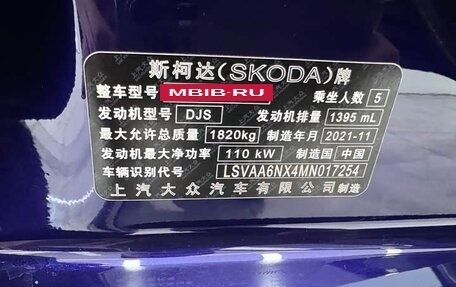 斯柯达(SKODA)牌
整车型号 MBIB-RU 乘坐人数 5
发动机型号 DJS 发动机排量 1395 mL
最大允许总质量 1820kg 制造年月 2021-11
发动机最大净功率 110 kW 制造国 中国
车辆识别代号 LSVAA6NX4MN017254
上汽大众汽车有限公司 制造